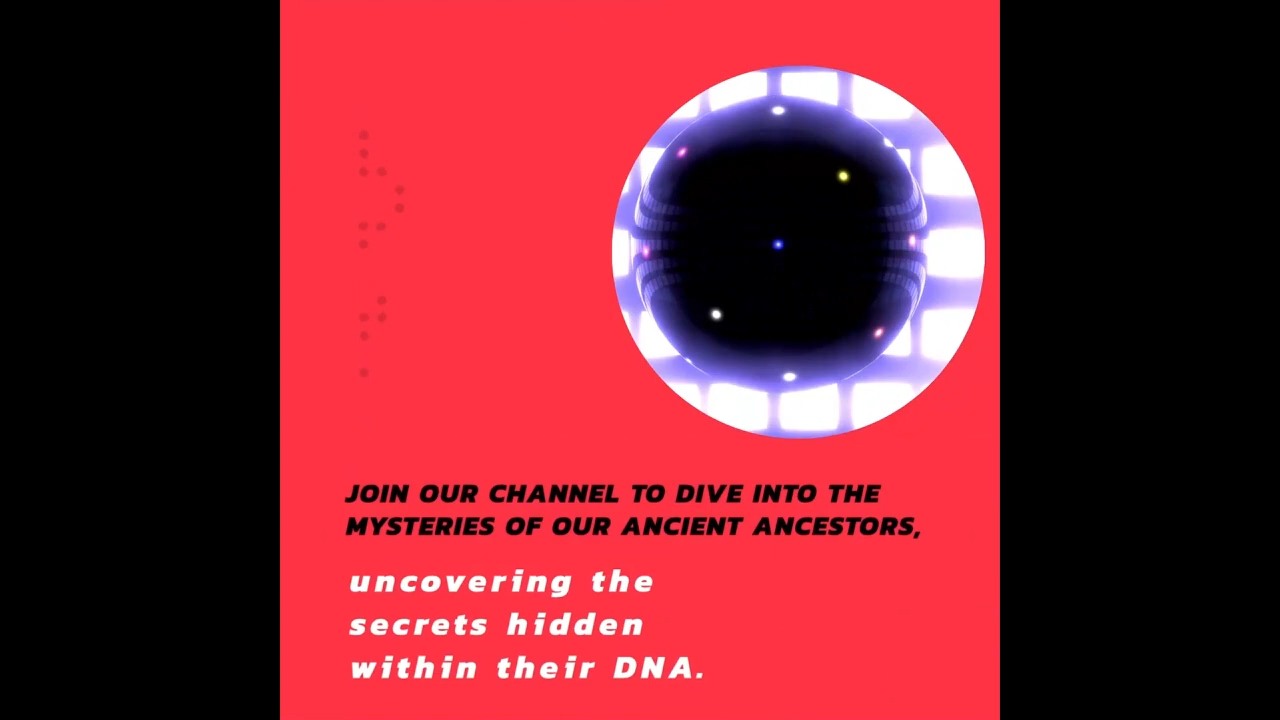 JOIN OUR CHANNEL TO DIVE INTO THE
MYSTERIES OF OUR ANCIENT ANCESTORS,
uncovering the
secrets hidden
within their DNA.